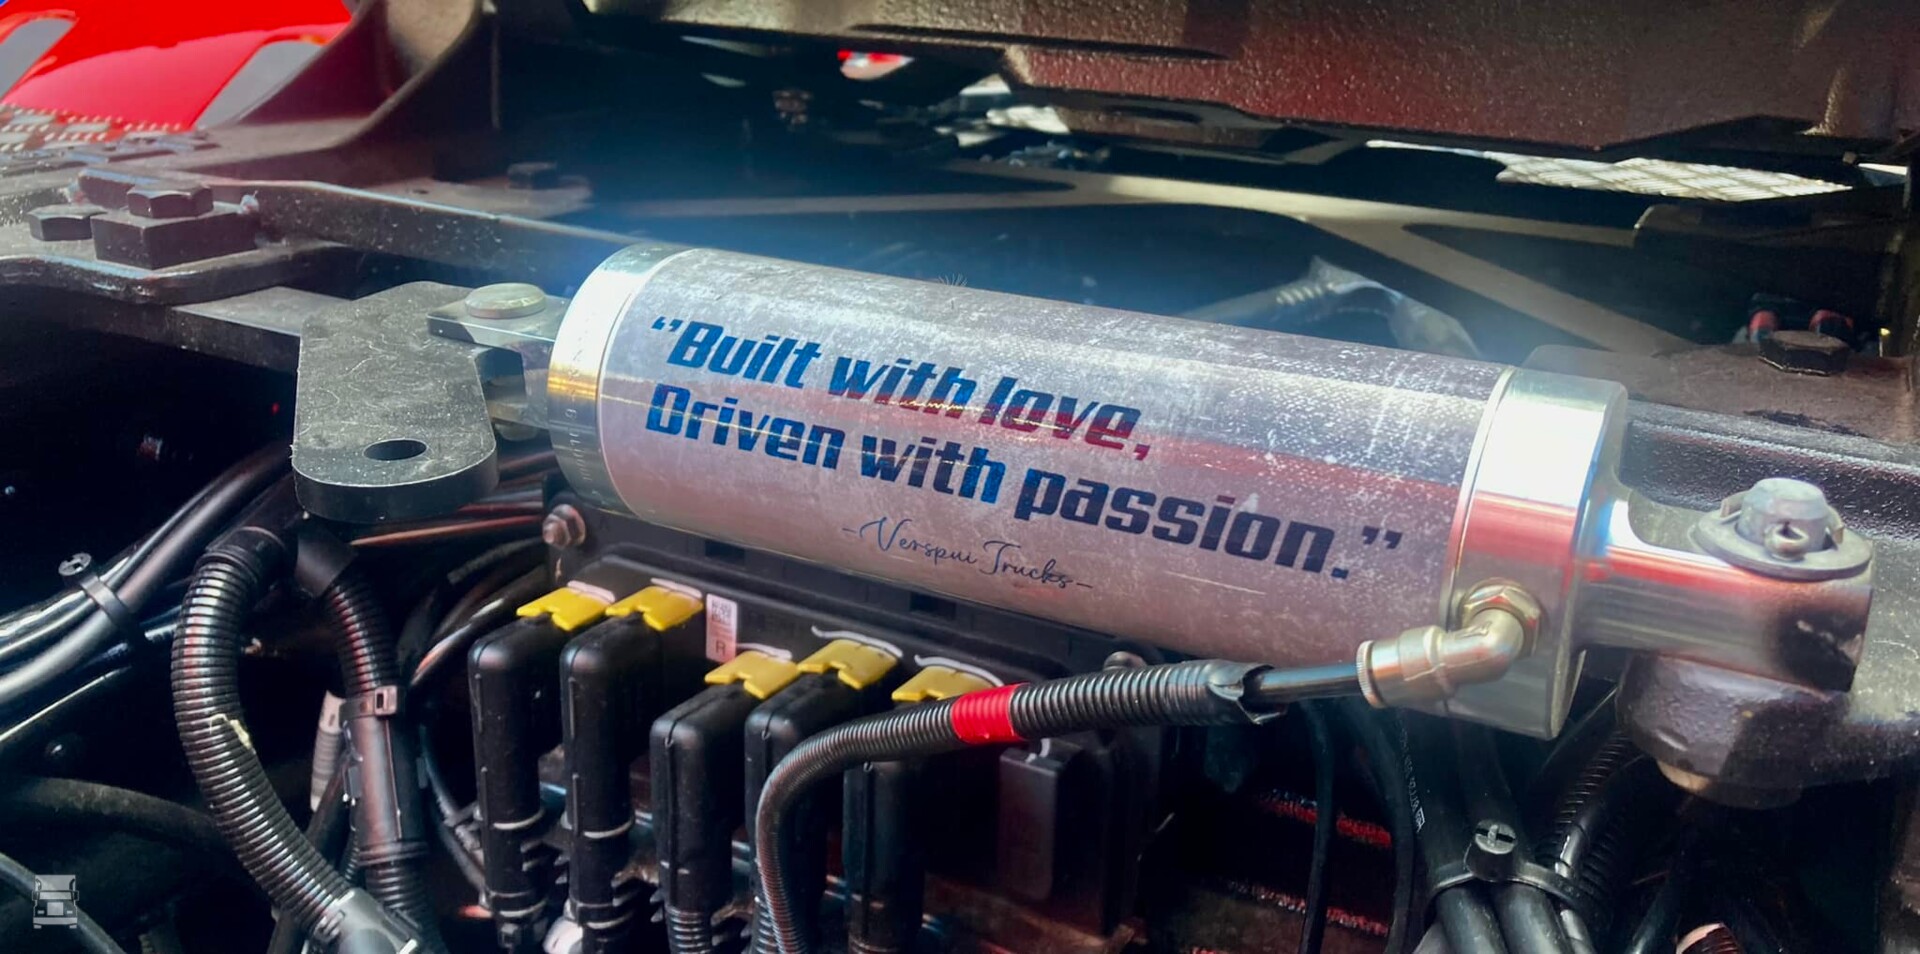 “Built with love,
Driven with passion.”
-Verspui Trucks-